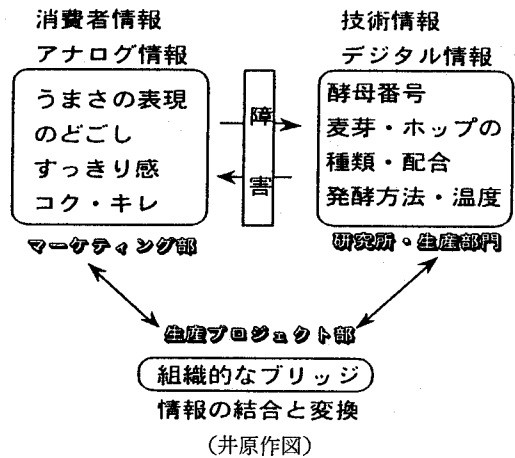 消費者情報
アナログ情報
うまさの表現
のどごし
すっきり感
コク・キレ
マーケティング部
障
害
技術情報
デジタル情報
酵母番号
麦芽・ホップの
種類・配合
発酵方法・温度
研究所・生産部門
生産プロジェクト部
組織的なブリッジ
情報の結合と変換
(井原作図)